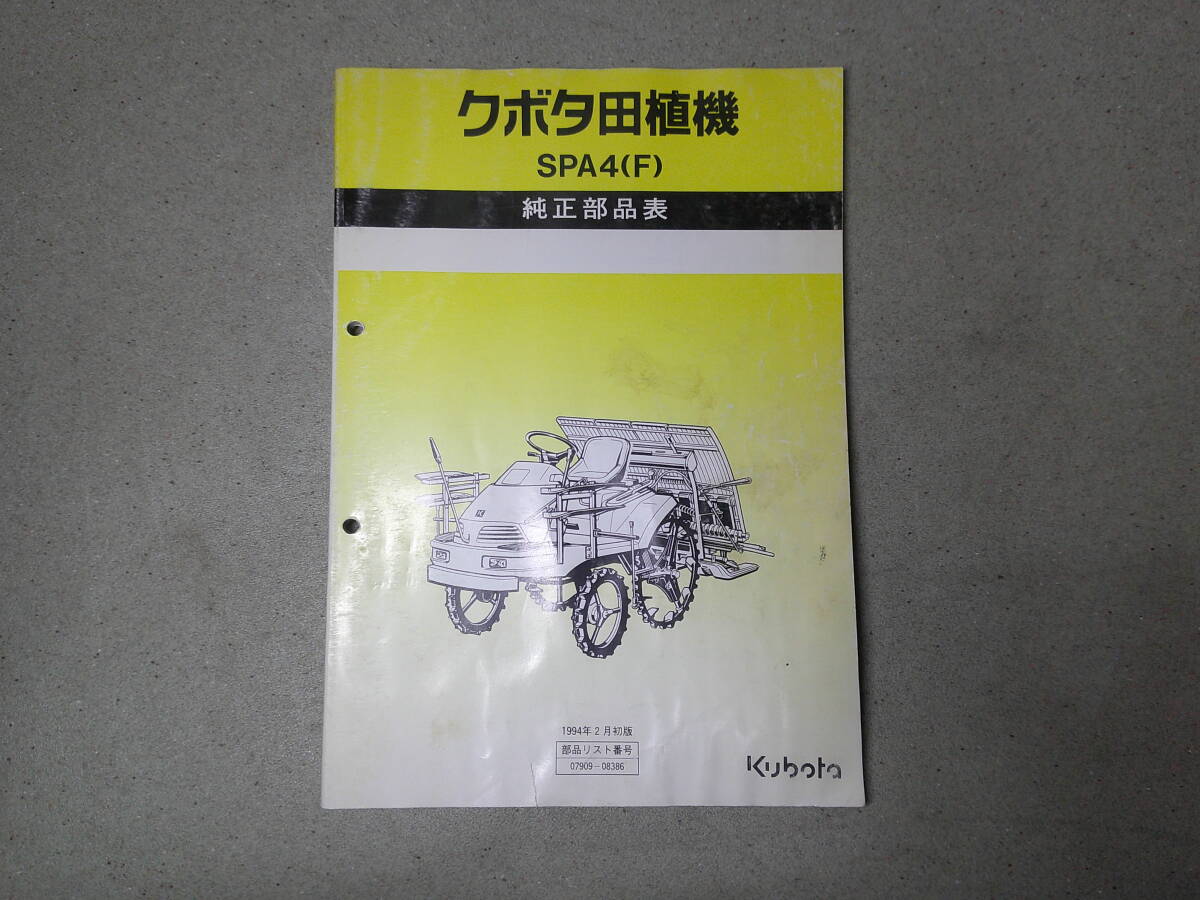 クボタ田植機
SPA4(F)
純正部品表
1994年2月初版
部品リスト番号
07909-08386
Kubota